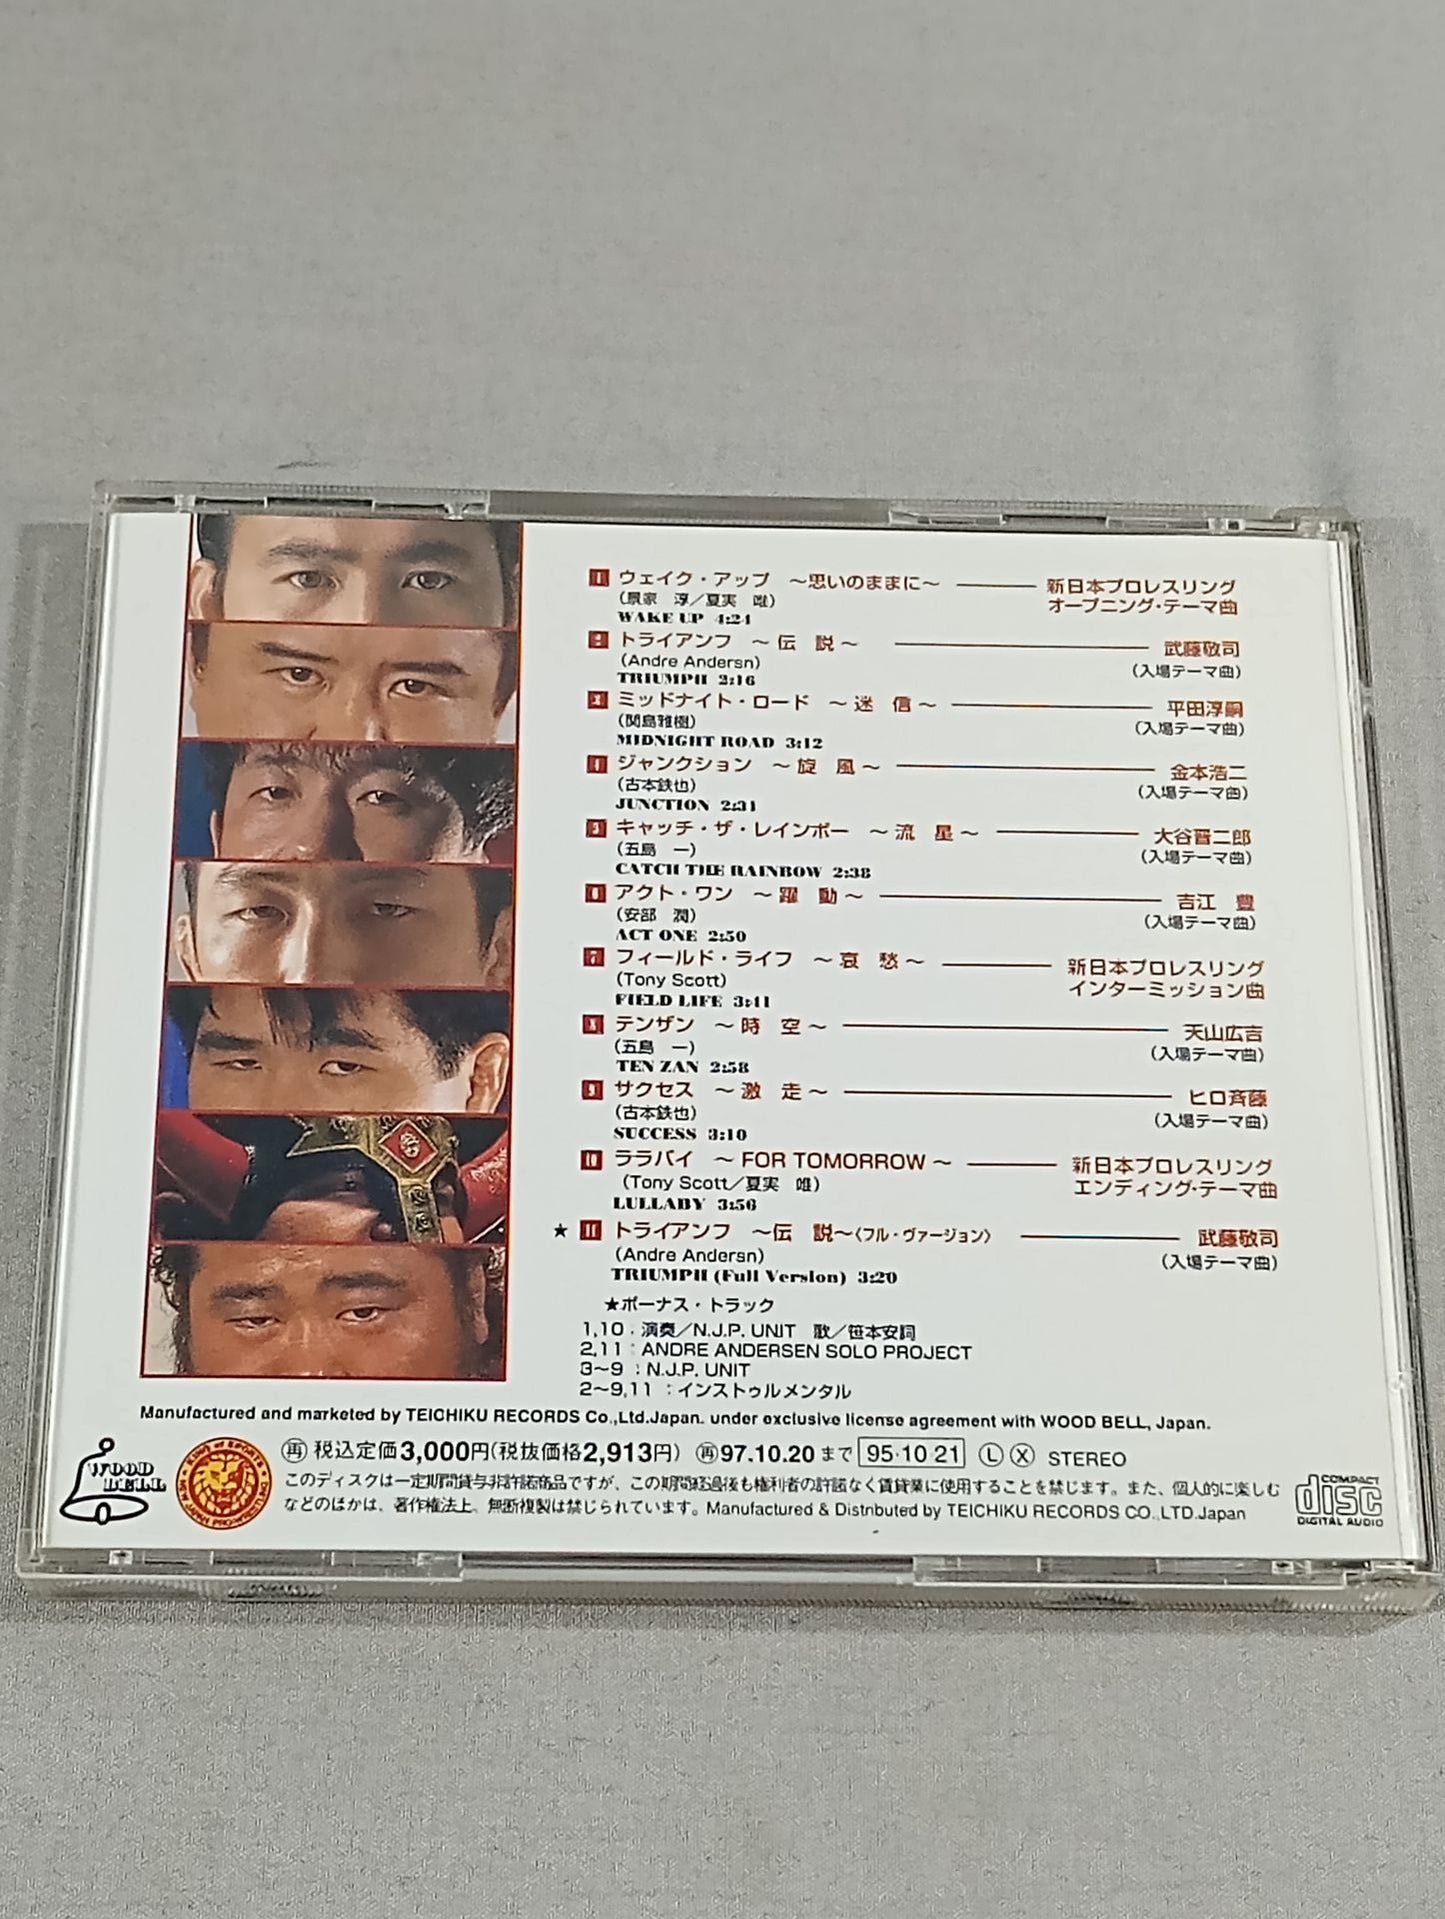 1 ウェイク・アップ 〜思いのままに〜 新日本プロレスリング
オープニング・テーマ曲
(景家 淳／夏実 唯)
WAKE UP 4:24
2 トライアンフ 〜伝 説〜 武藤敬司
(Andre Andersn) (入場テーマ曲)
TRIUMPH 2:16
3 ミッドナイト・ロード 〜迷 信〜 平田淳嗣
(関島雅樹) (入場テーマ曲)
MIDNIGHT ROAD 3:12
4 ジャンクション 〜旋 風〜 金本浩二
(古本鉄也) (入場テーマ曲)
JUNCTION 2:31
5 キャッチ・ザ・レインボー 〜流 星〜 大谷晋二郎
(五島 一) (入場テーマ曲)
CATCH THE RAINBOW 2:38
6 アクト・ワン 〜躍 動〜 吉江 豊
(安部 潤) (入場テーマ曲)
ACT ONE 2:50
7 フィールド・ライフ 〜哀 愁〜 新日本プロレスリング
(Tony Scott) インターミッション曲
FIELD LIFE 3:41
8 テンザン 〜時 空〜 天山広吉
(五島 一) (入場テーマ曲)
TEN ZAN 2:58
9 サクセス 〜激 走〜 ヒロ斉藤
(古本鉄也) (入場テーマ曲)
SUCCESS 3:10
10 ララバイ 〜FOR TOMORROW〜 新日本プロレスリング
(Tony Scott／夏実 唯) エンディング・テーマ曲
LULLABY 3:56
★ 11 トライアンフ 〜伝 説〜〈フル・ヴァージョン〉 武藤敬司
(Andre Andersn) (入場テーマ曲)
TRIUMPH (Full Version) 3:20
★ボーナス・トラック
1,10：演奏／N.J.P. UNIT 歌／笹本安詞
2,11：ANDRE ANDERSEN SOLO PROJECT
3〜9：N.J.P. UNIT
2〜9,11：インストゥルメンタル
Manufactured and marketed by TEICHIKU RECORDS Co.,Ltd.Japan. under exclusive license agreement with WOOD BELL, Japan.
WOOD BELL
KING OF SPORTS NEW JAPAN PRO-WRESTLING
㊞再 税込定価3,000円(税抜価格2,913円) 再97.10.20まで 95・10・21 Ⓛ Ⓧ STEREO
このディスクは一定期間貸与非許諾商品ですが、この期間経過後も権利者の許諾なく賃貸業に使用することを禁じます。また、個人的に楽しむ
などのほかは、著作権法上、無断複製は禁じられています。Manufactured & Distributed by TEICHIKU RECORDS CO.,LTD.Japan
COMPACT
disc
DIGITAL AUDIO